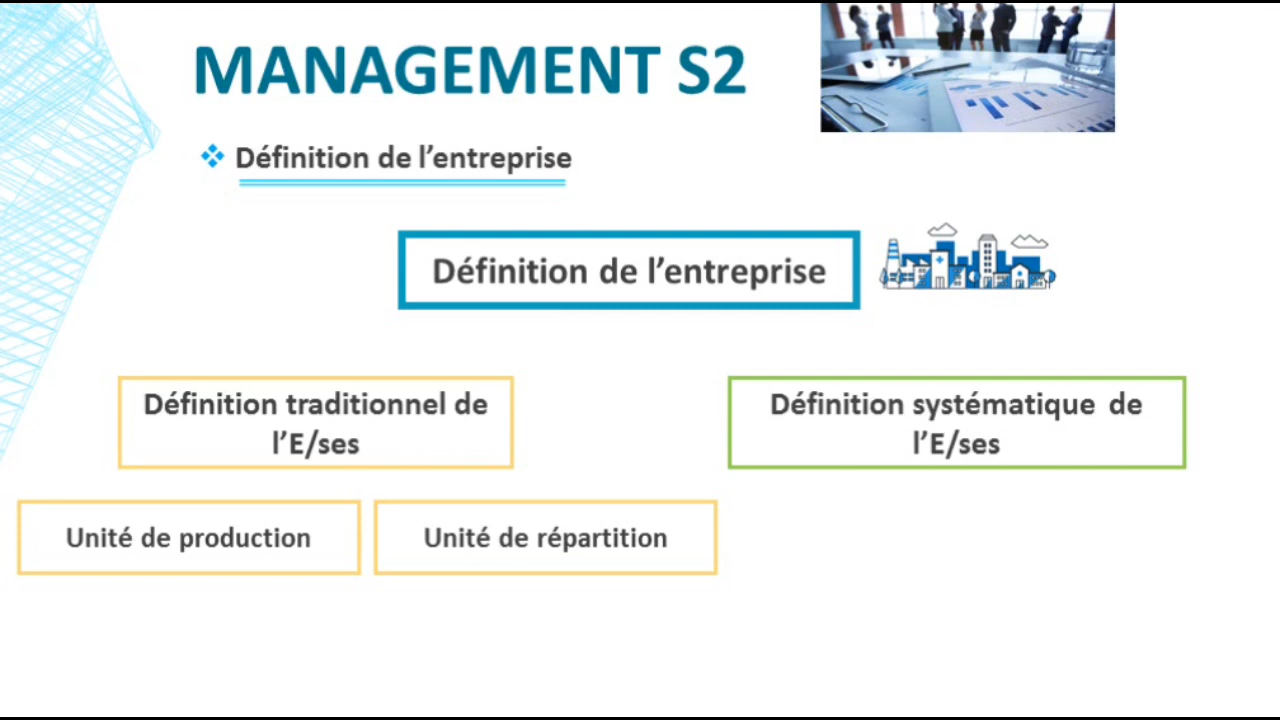 MANAGEMENT S2
Définition de l’entreprise
Définition de l’entreprise
Définition traditionnel de
l’E/ses
Définition systématique de
l’E/ses
Unité de production
Unité de répartition